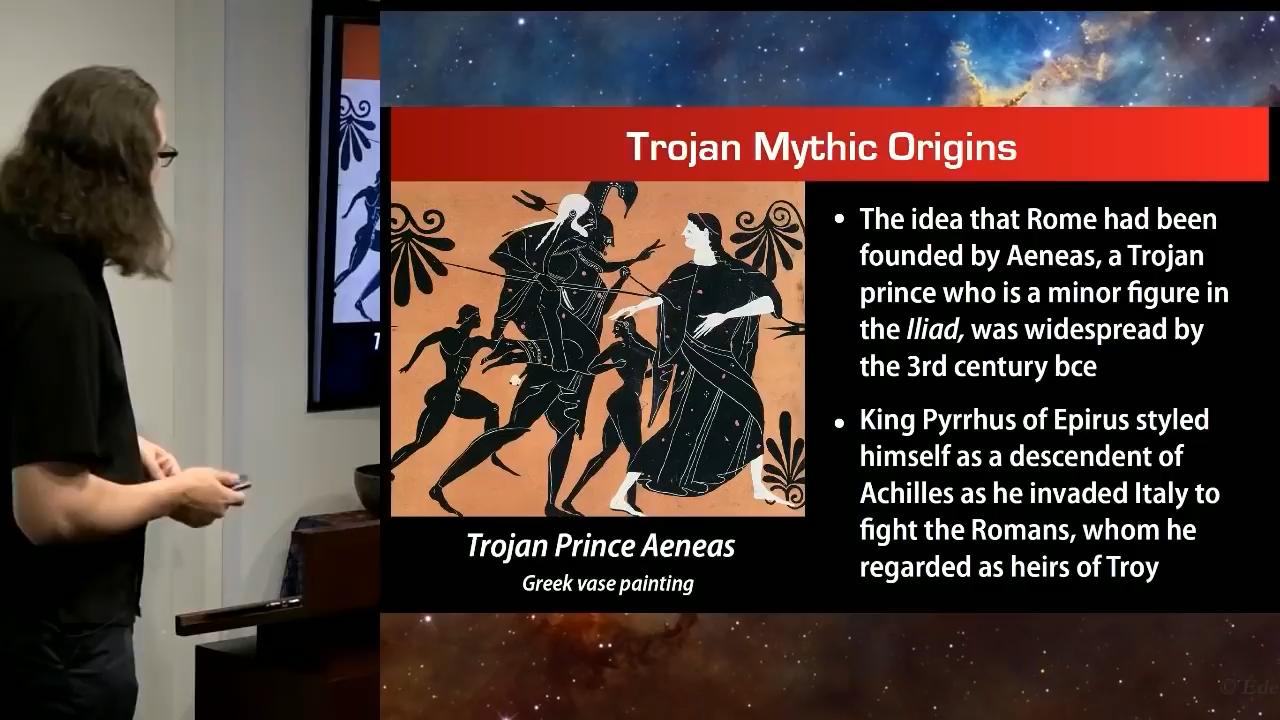 Trojan Mythic Origins
• The idea that Rome had been
founded by Aeneas, a Trojan
prince who is a minor figure in
the Iliad, was widespread by
the 3rd century bce
• King Pyrrhus of Epirus styled
himself as a descendent of
Achilles as he invaded Italy to
fight the Romans, whom he
regarded as heirs of Troy
Trojan Prince Aeneas
Greek vase painting